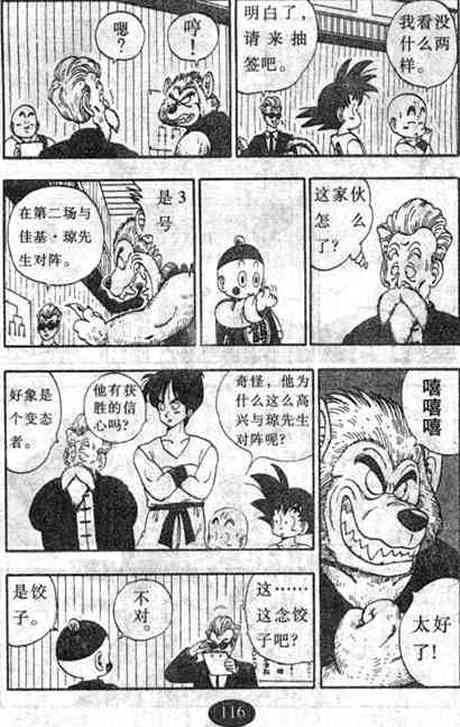 我看没
什么两
样。
明白了，
请来抽
签吧。
哼！
嗯？
这家伙
怎么
了？
是3
号
在第二场与
佳基·琼先
生对阵。
嘻嘻嘻
太好
了！
奇怪，他为
什么这么高
兴与琼先生
对阵呢？
他有获
胜的信
心吗？
好象是
个变态
者。
这……
这念饺
子吧？
不
对。
是饺
子。
116